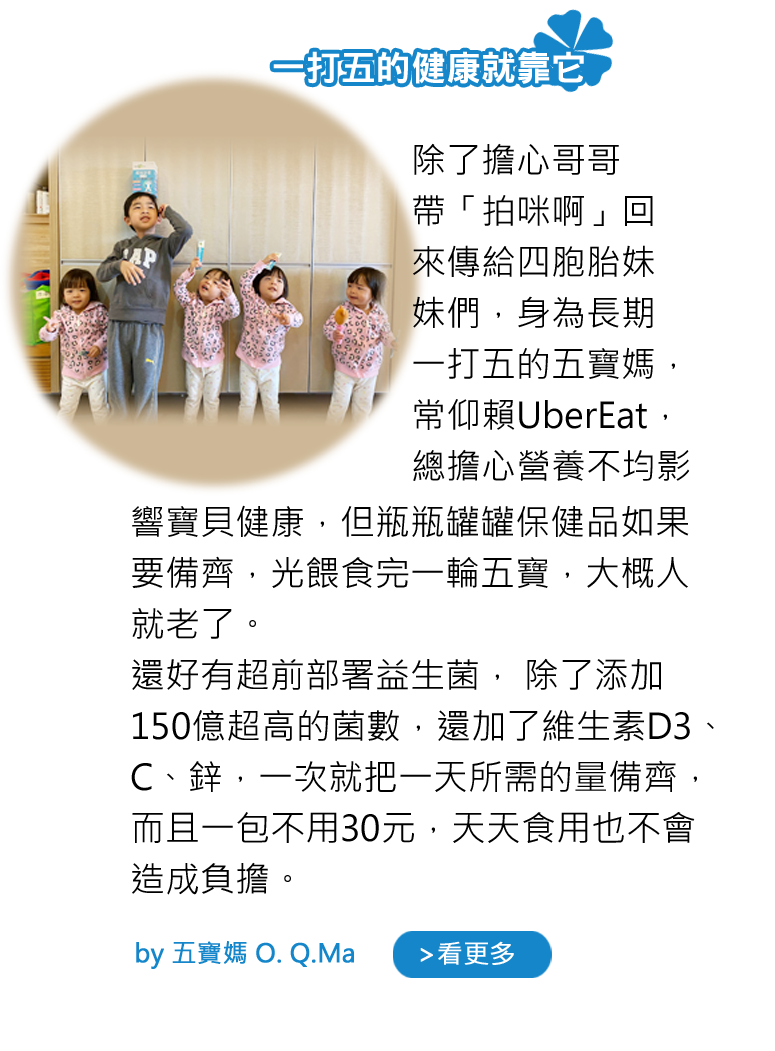 一打五的健康就靠它
除了擔心哥哥
帶「拍咪啊」回
來傳給四胞胎妹
妹們，身為長期
一打五的五寶媽，
常仰賴UberEat，
總擔心營養不均影
響寶貝健康，但瓶瓶罐罐保健品如果
要備齊，光餵食完一輪五寶，大概人
就老了。
還好有超前部署益生菌， 除了添加
150億超高的菌數，還加了維生素D3、
C、鋅，一次就把一天所需的量備齊，
而且一包不用30元，天天食用也不會
造成負擔。
by 五寶媽 O. Q.Ma
>看更多